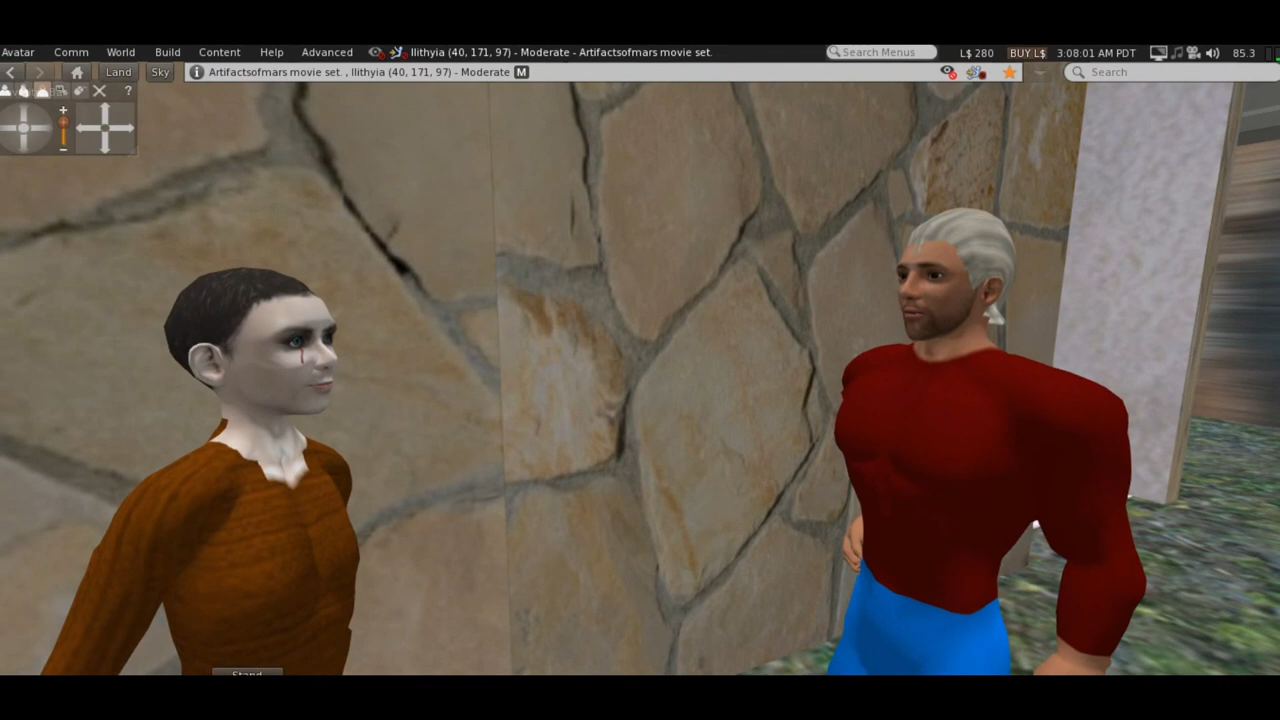 Avatar Comm World Build Content Help Advanced Ilithyia (40, 171, 97) - Moderate - Artifactsofmars movie set. Search Menus L$ 280 BUY L$ 3:08:01 AM PDT 85.3
Land Sky Artifactsofmars movie set. , Ilithyia (40, 171, 97) - Moderate M Search
?
Stand